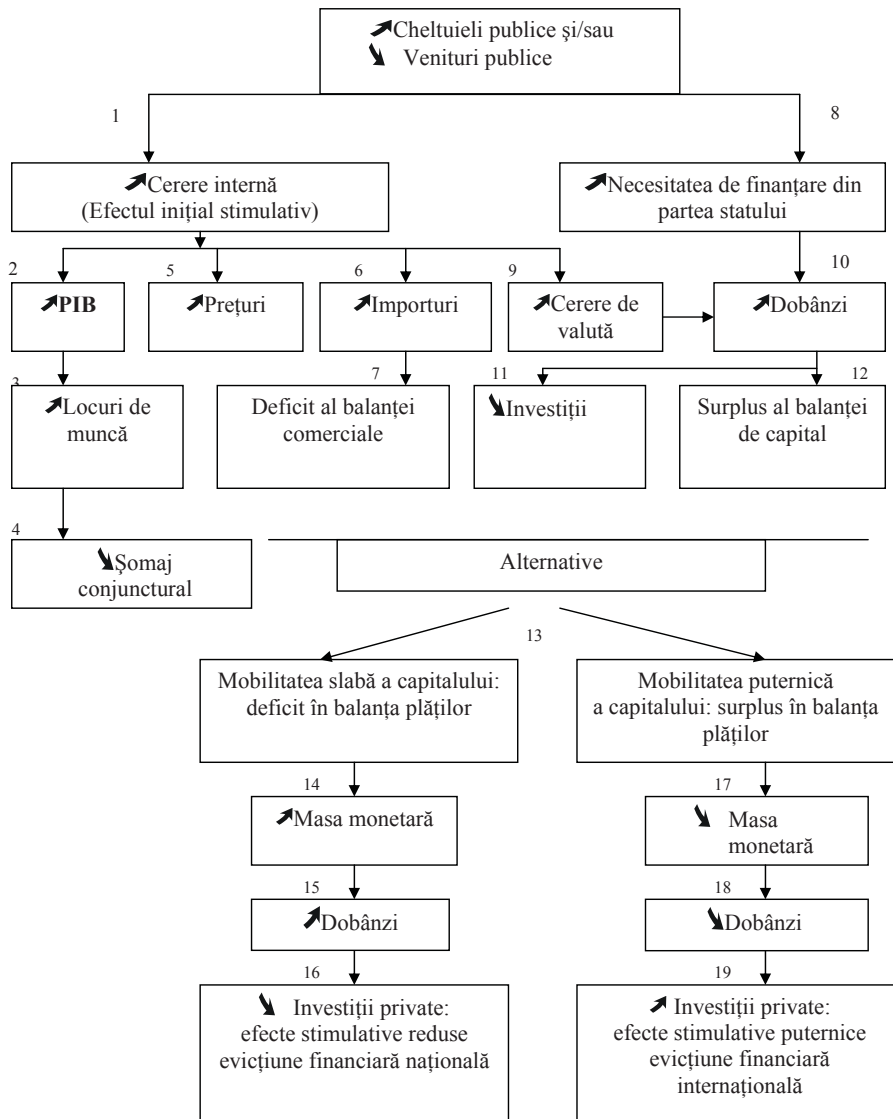 Cheltuieli publice şi/sau
Venituri publice
1
8
Cerere internă
(Efectul iniţial stimulativ)
Necesitatea de finanţare din
partea statului
2
5
6
9
10
PIB
Preţuri
Importuri
Cerere de
valută
Dobânzi
3
7
11
12
Locuri de
muncă
Deficit al balanţei
comerciale
Investiţii
Surplus al balanţei
de capital
4
Şomaj
conjunctural
Alternative
13
Mobilitatea slabă a capitalului:
deficit în balanţa plăţilor
Mobilitatea puternică
a capitalului: surplus în balanţa
plăţilor
14
17
Masa monetară
Masa
monetară
15
18
Dobânzi
Dobânzi
16
19
Investiţii private:
efecte stimulative reduse
evicţiune financiară naţională
Investiţii private:
efecte stimulative puternice
evicţiune financiară
internaţională